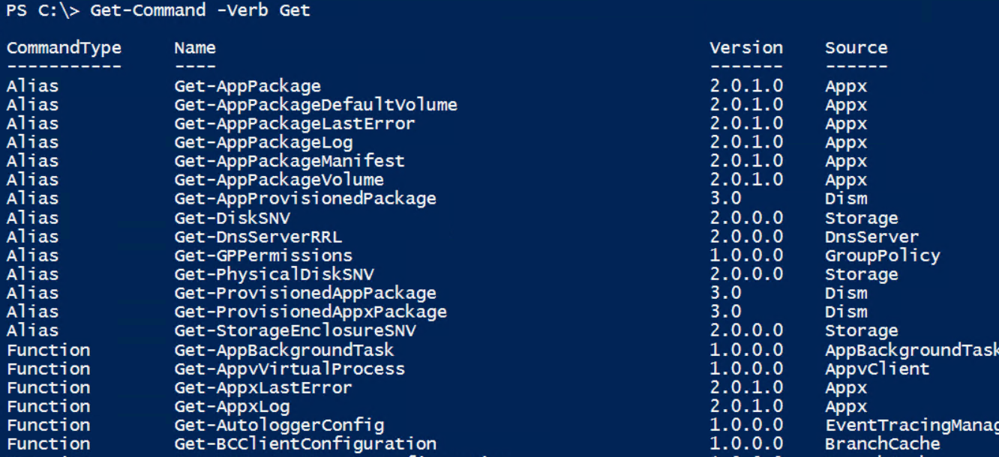 PS C:\> Get-Command -Verb Get
CommandType Name Version Source
----------- ---- ------- ------
Alias Get-AppPackage 2.0.1.0 Appx
Alias Get-AppPackageDefaultVolume 2.0.1.0 Appx
Alias Get-AppPackageLastError 2.0.1.0 Appx
Alias Get-AppPackageLog 2.0.1.0 Appx
Alias Get-AppPackageManifest 2.0.1.0 Appx
Alias Get-AppPackageVolume 2.0.1.0 Appx
Alias Get-AppProvisionedPackage 3.0 Dism
Alias Get-DiskSNV 2.0.0.0 Storage
Alias Get-DnsServerRRL 2.0.0.0 DnsServer
Alias Get-GPPermissions 1.0.0.0 GroupPolicy
Alias Get-PhysicalDiskSNV 2.0.0.0 Storage
Alias Get-ProvisionedAppPackage 3.0 Dism
Alias Get-ProvisionedAppxPackage 3.0 Dism
Alias Get-StorageEnclosureSNV 2.0.0.0 Storage
Function Get-AppBackgroundTask 1.0.0.0 AppBackgroundTask
Function Get-AppvVirtualProcess 1.0.0.0 AppvClient
Function Get-AppxLastError 2.0.1.0 Appx
Function Get-AppxLog 2.0.1.0 Appx
Function Get-AutologgerConfig 1.0.0.0 EventTracingManag
Function Get-BCClientConfiguration 1.0.0.0 BranchCache